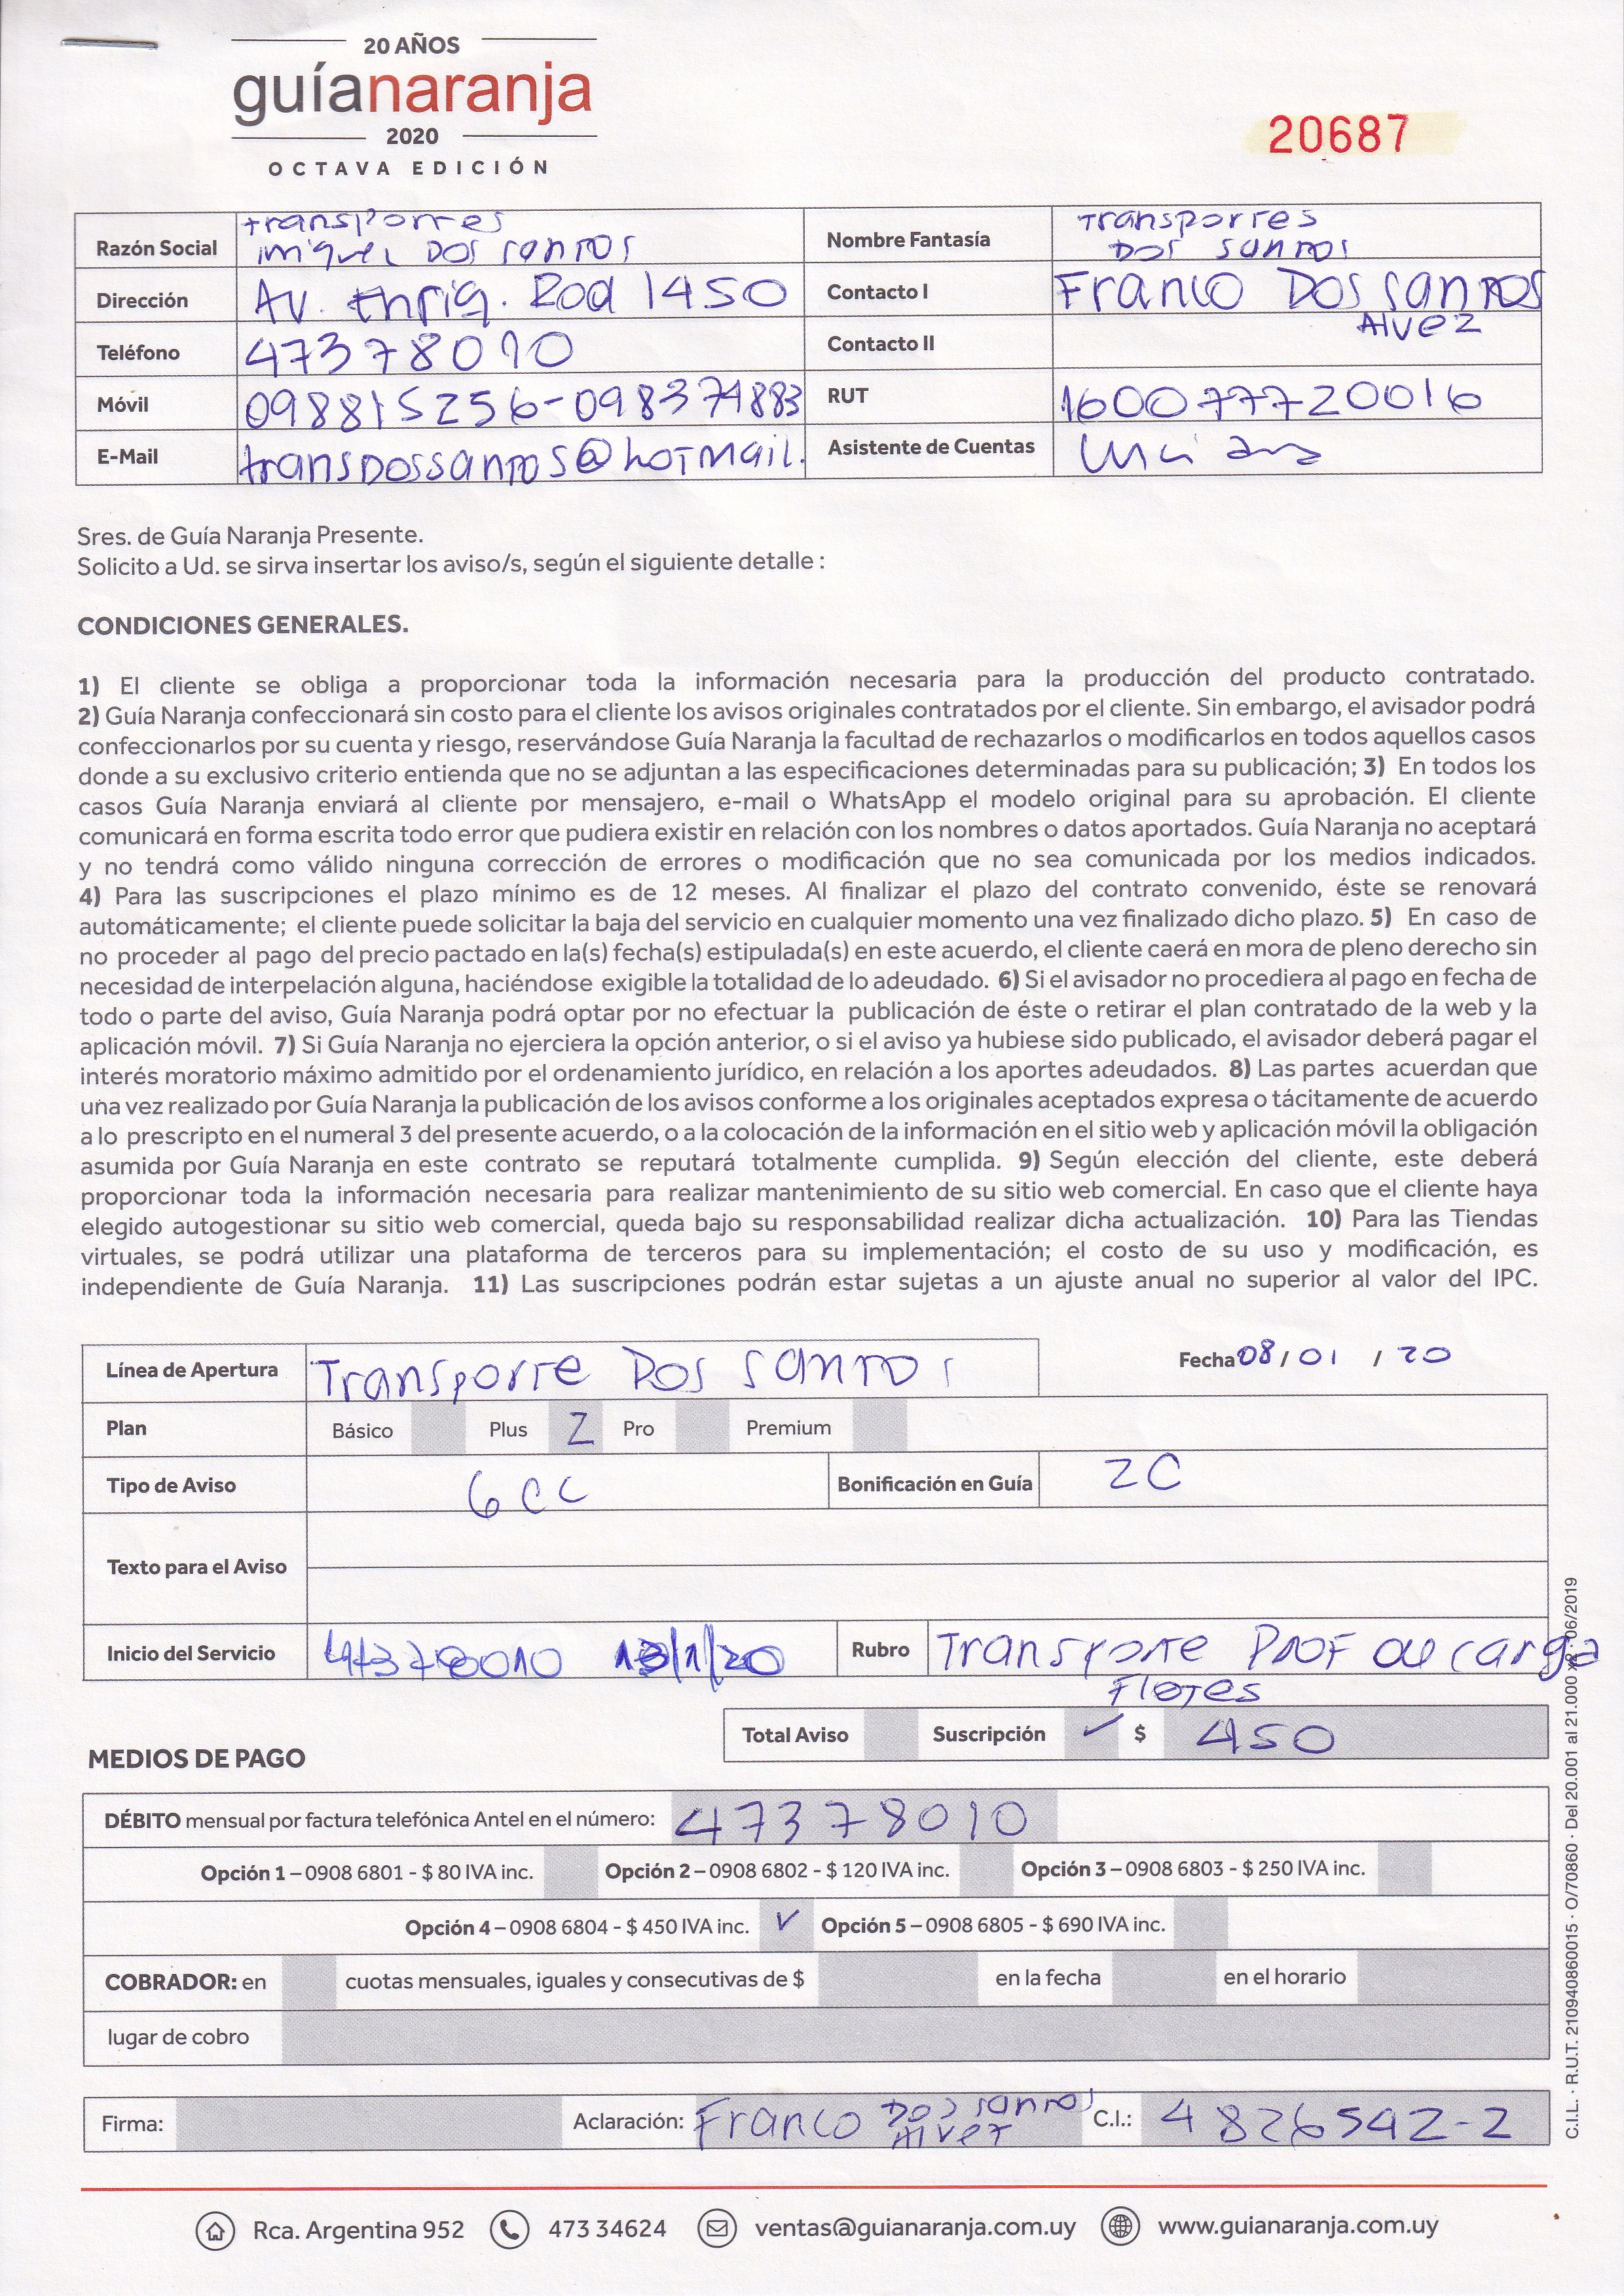 20 AÑOS
guíanaranja
2020
OCTAVA EDICIÓN
20687
Razón Social transportes miguel Dos santos Nombre Fantasía Transportes Dos santos
Dirección Av. Enriq. Rod 1450 Contacto I Franco Dos santos Alvez
Teléfono 47378010 Contacto II
Móvil 098815256-098374883 RUT 160077720016
E-Mail transDossantos@hotmail. Asistente de Cuentas
Sres. de Guía Naranja Presente.
Solicito a Ud. se sirva insertar los aviso/s, según el siguiente detalle :
CONDICIONES GENERALES.
1) El cliente se obliga a proporcionar toda la información necesaria para la producción del producto contratado.
2) Guía Naranja confeccionará sin costo para el cliente los avisos originales contratados por el cliente. Sin embargo, el avisador podrá
confeccionarlos por su cuenta y riesgo, reservándose Guía Naranja la facultad de rechazarlos o modificarlos en todos aquellos casos
donde a su exclusivo criterio entienda que no se adjuntan a las especificaciones determinadas para su publicación; 3) En todos los
casos Guía Naranja enviará al cliente por mensajero, e-mail o WhatsApp el modelo original para su aprobación. El cliente
comunicará en forma escrita todo error que pudiera existir en relación con los nombres o datos aportados. Guía Naranja no aceptará
y no tendrá como válido ninguna corrección de errores o modificación que no sea comunicada por los medios indicados.
4) Para las suscripciones el plazo mínimo es de 12 meses. Al finalizar el plazo del contrato convenido, éste se renovará
automáticamente; el cliente puede solicitar la baja del servicio en cualquier momento una vez finalizado dicho plazo. 5) En caso de
no proceder al pago del precio pactado en la(s) fecha(s) estipulada(s) en este acuerdo, el cliente caerá en mora de pleno derecho sin
necesidad de interpelación alguna, haciéndose exigible la totalidad de lo adeudado. 6) Si el avisador no procediera al pago en fecha de
todo o parte del aviso, Guía Naranja podrá optar por no efectuar la publicación de éste o retirar el plan contratado de la web y la
aplicación móvil. 7) Si Guía Naranja no ejerciera la opción anterior, o si el aviso ya hubiese sido publicado, el avisador deberá pagar el
interés moratorio máximo admitido por el ordenamiento jurídico, en relación a los aportes adeudados. 8) Las partes acuerdan que
una vez realizado por Guía Naranja la publicación de los avisos conforme a los originales aceptados expresa o tácitamente de acuerdo
a lo prescripto en el numeral 3 del presente acuerdo, o a la colocación de la información en el sitio web y aplicación móvil la obligación
asumida por Guía Naranja en este contrato se reputará totalmente cumplida. 9) Según elección del cliente, este deberá
proporcionar toda la información necesaria para realizar mantenimiento de su sitio web comercial. En caso que el cliente haya
elegido autogestionar su sitio web comercial, queda bajo su responsabilidad realizar dicha actualización. 10) Para las Tiendas
virtuales, se podrá utilizar una plataforma de terceros para su implementación; el costo de su uso y modificación, es
independiente de Guía Naranja. 11) Las suscripciones podrán estar sujetas a un ajuste anual no superior al valor del IPC.
Línea de Apertura Transporte Dos santos Fecha 08 / 01 / 20
Plan Básico Plus 2 Pro Premium
Tipo de Aviso 6 CC Bonificación en Guía 2C
Texto para el Aviso
Inicio del Servicio 47378010 13/1/20 Rubro Transporte Prof de carga
Fletes
Total Aviso Suscripción ✓ $ 450
MEDIOS DE PAGO
DÉBITO mensual por factura telefónica Antel en el número: 47378010
Opción 1 – 0908 6801 - $ 80 IVA inc. Opción 2 – 0908 6802 - $ 120 IVA inc. Opción 3 – 0908 6803 - $ 250 IVA inc.
Opción 4 – 0908 6804 - $ 450 IVA inc. ✓ Opción 5 – 0908 6805 - $ 690 IVA inc.
COBRADOR: en cuotas mensuales, iguales y consecutivas de $ en la fecha en el horario
lugar de cobro
Firma: Aclaración: Franco Dos santos Alvez C.I.: 4826542-2
C.I.L. · R.U.T. 210940860015 · O/70860 · Del 20.001 al 21.000 x2 · 06/2019
Rca. Argentina 952 473 34624 ventas@guianaranja.com.uy www.guianaranja.com.uy